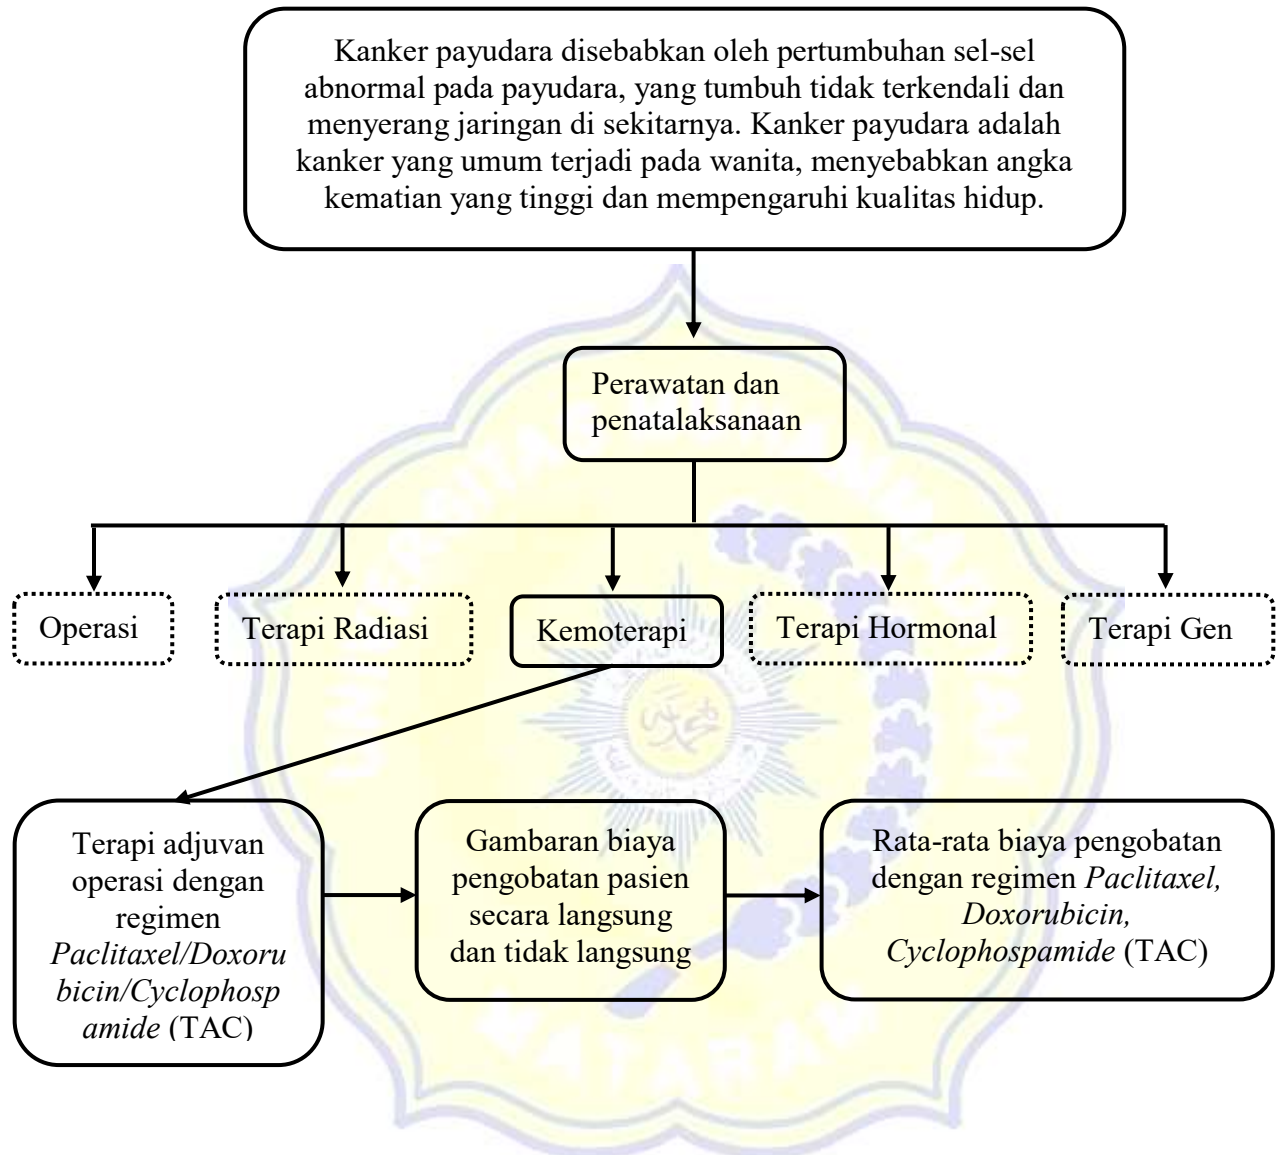 Kanker payudara disebabkan oleh pertumbuhan sel-sel
abnormal pada payudara, yang tumbuh tidak terkendali dan
menyerang jaringan di sekitarnya. Kanker payudara adalah
kanker yang umum terjadi pada wanita, menyebabkan angka
kematian yang tinggi dan mempengaruhi kualitas hidup.
Perawatan dan
penatalaksanaan
Operasi
Terapi Radiasi
Kemoterapi
Terapi Hormonal
Terapi Gen
Terapi adjuvan
operasi dengan
regimen
Paclitaxel/Doxoru
bicin/Cyclophosp
amide (TAC)
Gambaran biaya
pengobatan pasien
secara langsung
dan tidak langsung
Rata-rata biaya pengobatan
dengan regimen Paclitaxel,
Doxorubicin,
Cyclophospamide (TAC)
MATARAM